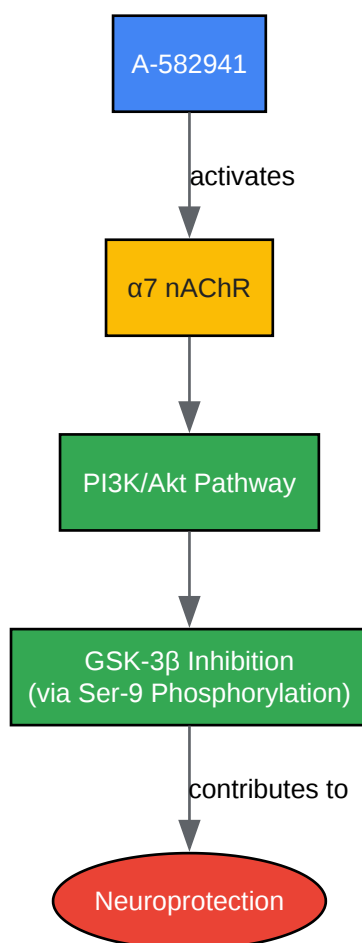 A-582941
activates
α7 nAChR
PI3K/Akt Pathway
GSK-3β Inhibition
(via Ser-9 Phosphorylation)
contributes to
Neuroprotection